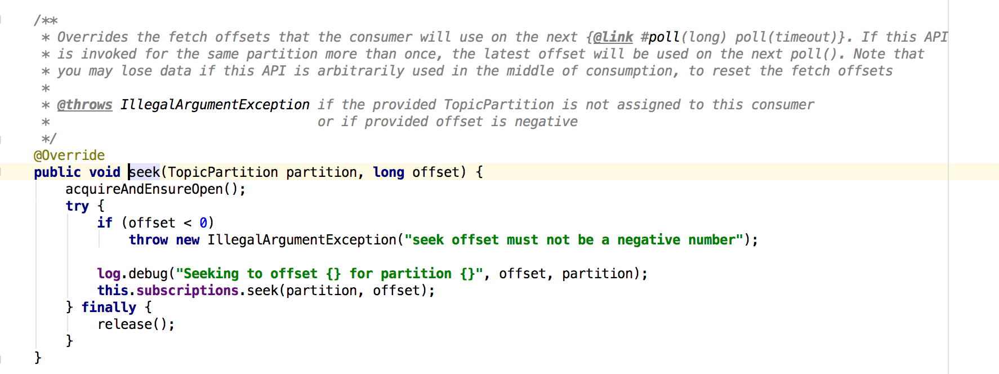 /**
 * Overrides the fetch offsets that the consumer will use on the next {@link #poll(long) poll(timeout)}. If this API
 * is invoked for the same partition more than once, the latest offset will be used on the next poll(). Note that
 * you may lose data if this API is arbitrarily used in the middle of consumption, to reset the fetch offsets
 *
 * @throws IllegalArgumentException if the provided TopicPartition is not assigned to this consumer
 *                                  or if provided offset is negative
 */
@Override
public void seek(TopicPartition partition, long offset) {
    acquireAndEnsureOpen();
    try {
        if (offset < 0)
            throw new IllegalArgumentException("seek offset must not be a negative number");

        log.debug("Seeking to offset {} for partition {}", offset, partition);
        this.subscriptions.seek(partition, offset);
    } finally {
        release();
    }
}